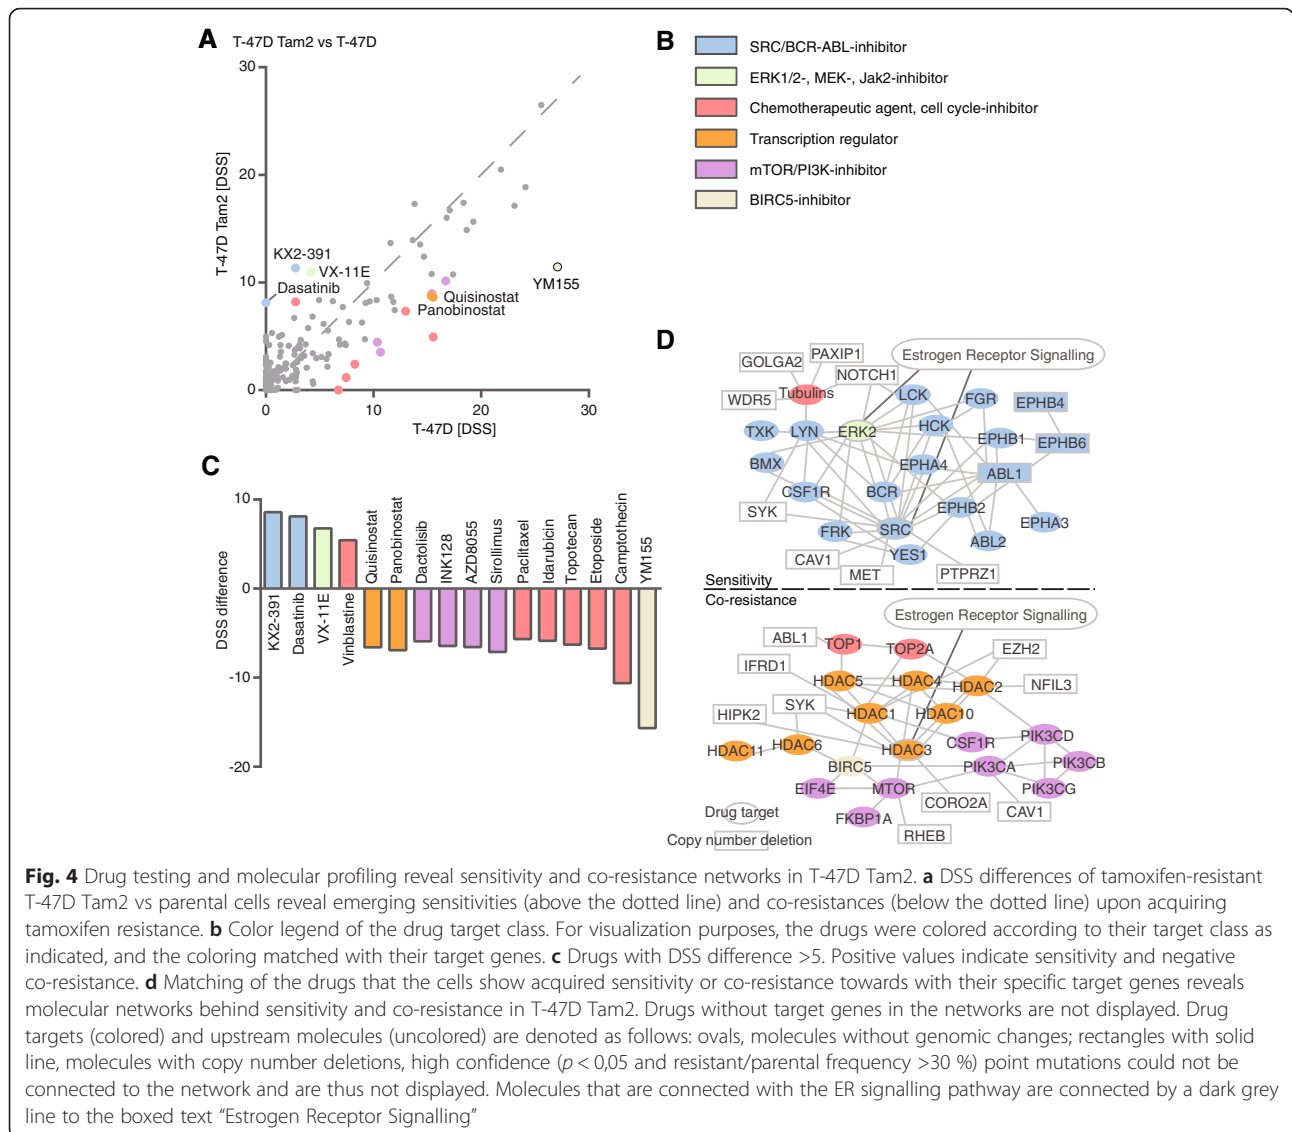 A T-47D Tam2 vs T-47D
30
20
10
0
T-47D Tam2 [DSS]
KX2-391
VX-11E
Dasatinib
Quisinostat
Panobinostat
YM155
0 10 20 30
T-47D [DSS]
B
SRC/BCR-ABL-inhibitor
ERK1/2-, MEK-, Jak2-inhibitor
Chemotherapeutic agent, cell cycle-inhibitor
Transcription regulator
mTOR/PI3K-inhibitor
BIRC5-inhibitor
C
10
0
-10
-20
DSS difference
KX2-391
Dasatinib
VX-11E
Vinblastine
Quisinostat
Panobinostat
Dactolisib
INK128
AZD8055
Sirollimus
Paclitaxel
Idarubicin
Topotecan
Etoposide
Camptothecin
YM155
D
Estrogen Receptor Signalling
GOLGA2 PAXIP1
NOTCH1
WDR5 Tubulins LCK FGR EPHB4
TXK LYN ERK2 HCK EPHB1 EPHB6
BMX EPHA4 ABL1
CSF1R BCR
SYK EPHB2
FRK SRC EPHA3
YES1 ABL2
CAV1
MET PTPRZ1
Sensitivity
Co-resistance
Estrogen Receptor Signalling
ABL1 TOP1 TOP2A EZH2
IFRD1
HDAC5 HDAC4 HDAC2 NFIL3
SYK
HIPK2 HDAC1 HDAC10
HDAC11 HDAC6 HDAC3 CSF1R PIK3CD
BIRC5 PIK3CA PIK3CB
EIF4E MTOR PIK3CG
CORO2A CAV1
Drug target
FKBP1A
RHEB
Copy number deletion
Fig. 4 Drug testing and molecular profiling reveal sensitivity and co-resistance networks in T-47D Tam2. a DSS differences of tamoxifen-resistant
T-47D Tam2 vs parental cells reveal emerging sensitivities (above the dotted line) and co-resistances (below the dotted line) upon acquiring
tamoxifen resistance. b Color legend of the drug target class. For visualization purposes, the drugs were colored according to their target class as
indicated, and the coloring matched with their target genes. c Drugs with DSS difference >5. Positive values indicate sensitivity and negative
co-resistance. d Matching of the drugs that the cells show acquired sensitivity or co-resistance towards with their specific target genes reveals
molecular networks behind sensitivity and co-resistance in T-47D Tam2. Drugs without target genes in the networks are not displayed. Drug
targets (colored) and upstream molecules (uncolored) are denoted as follows: ovals, molecules without genomic changes; rectangles with solid
line, molecules with copy number deletions, high confidence (p < 0,05 and resistant/parental frequency >30 %) point mutations could not be
connected to the network and are thus not displayed. Molecules that are connected with the ER signalling pathway are connected by a dark grey
line to the boxed text “Estrogen Receptor Signalling”